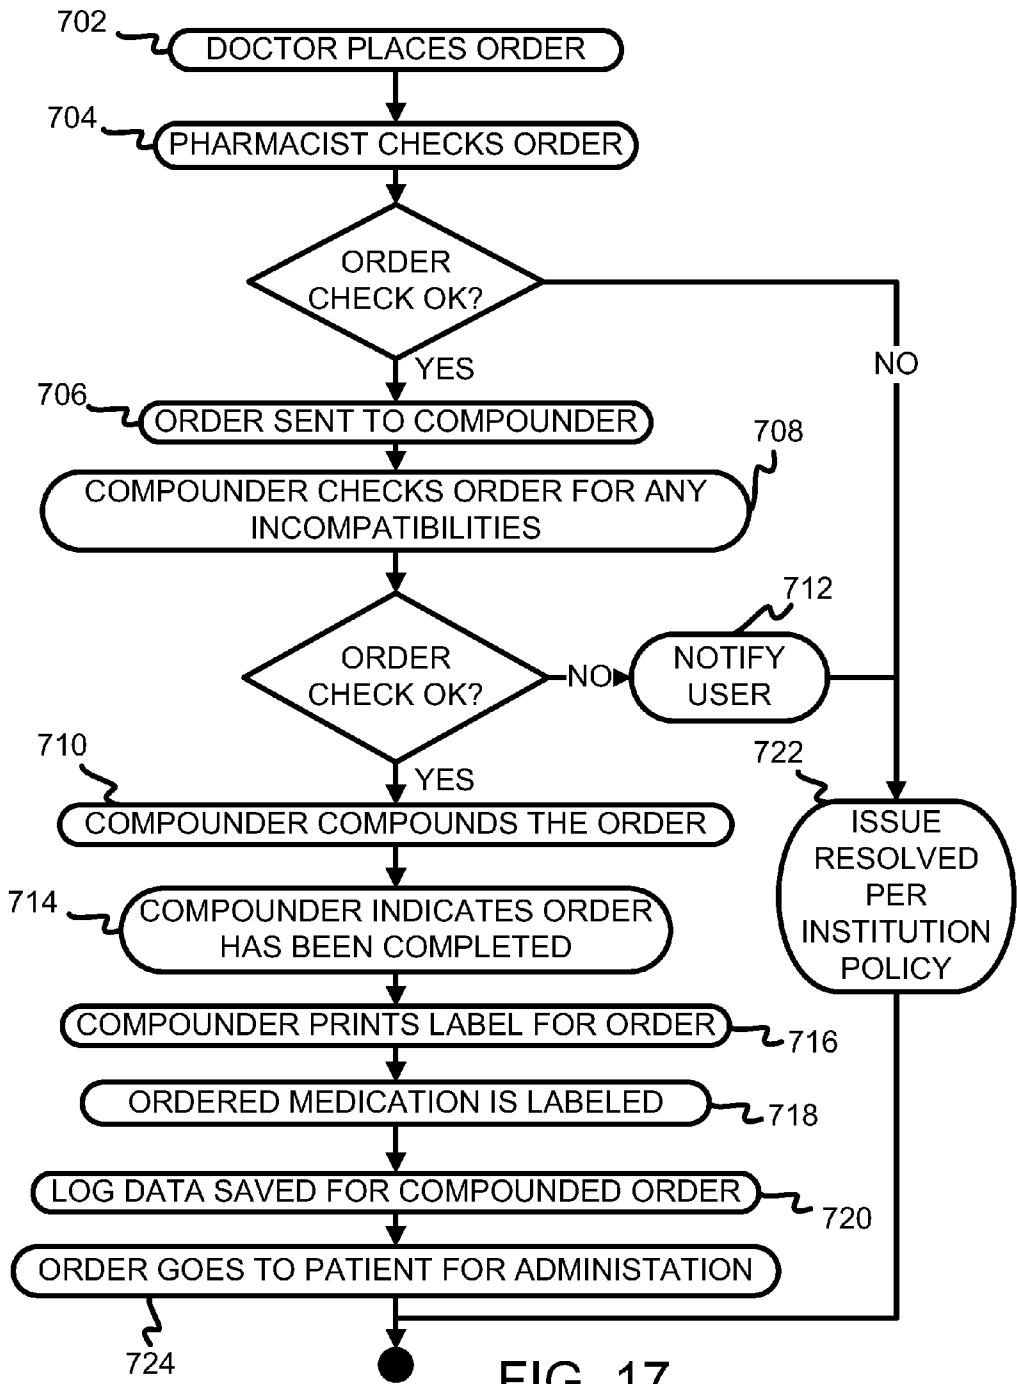 702
DOCTOR PLACES ORDER
704
PHARMACIST CHECKS ORDER
ORDER
CHECK OK?
NO
YES
706
ORDER SENT TO COMPOUNDER
708
COMPOUNDER CHECKS ORDER FOR ANY
INCOMPATIBILITIES
712
ORDER
CHECK OK?
NO
NOTIFY
USER
710
YES
722
COMPOUNDER COMPOUNDS THE ORDER
ISSUE
RESOLVED
PER
INSTITUTION
POLICY
714
COMPOUNDER INDICATES ORDER
HAS BEEN COMPLETED
COMPOUNDER PRINTS LABEL FOR ORDER
716
ORDERED MEDICATION IS LABELED
718
LOG DATA SAVED FOR COMPOUNDED ORDER
720
ORDER GOES TO PATIENT FOR ADMINISTATION
724
FIG. 17